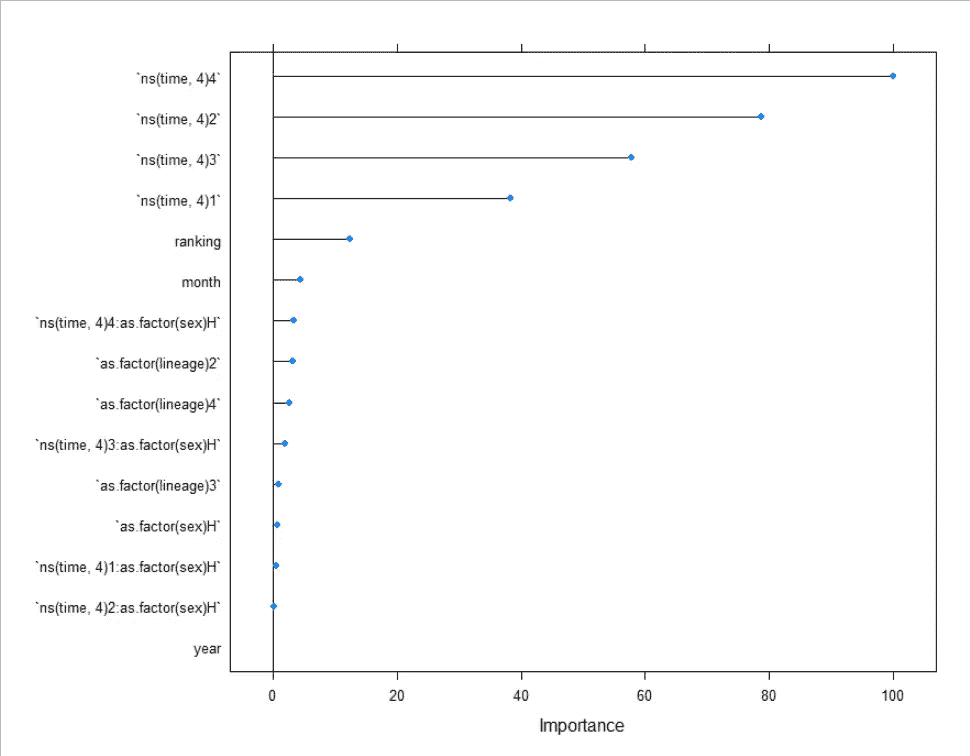 `ns(time, 4)4`
`ns(time, 4)2`
`ns(time, 4)3`
`ns(time, 4)1`
ranking
month
`ns(time, 4)4:as.factor(sex)H`
`as.factor(lineage)2`
`as.factor(lineage)4`
`ns(time, 4)3:as.factor(sex)H`
`as.factor(lineage)3`
`as.factor(sex)H`
`ns(time, 4)1:as.factor(sex)H`
`ns(time, 4)2:as.factor(sex)H`
year
0 20 40 60 80 100
Importance